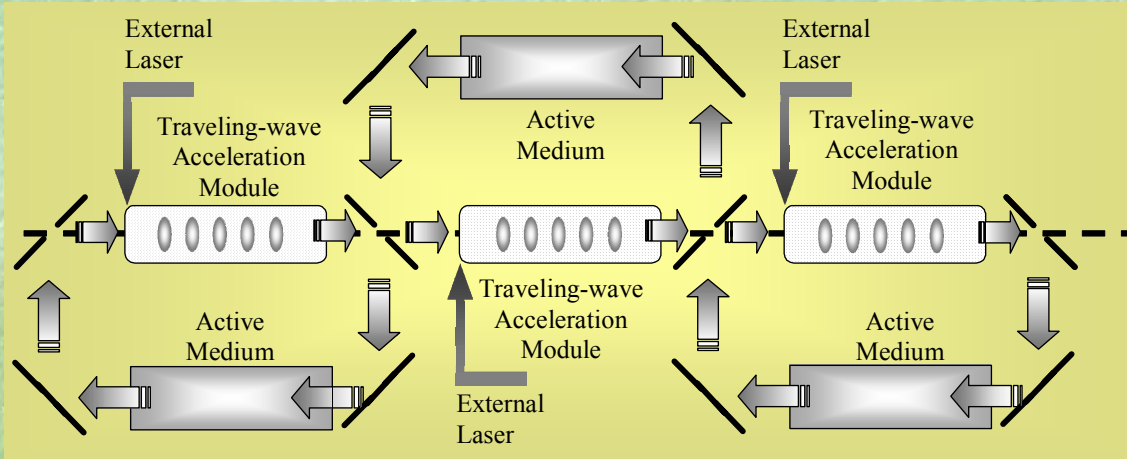 External
Laser
Traveling-wave
Acceleration
Module
Active
Medium
External
Laser
Traveling-wave
Acceleration
Module
Traveling-wave
Acceleration
Module
External
Laser
Active
Medium
Active
Medium